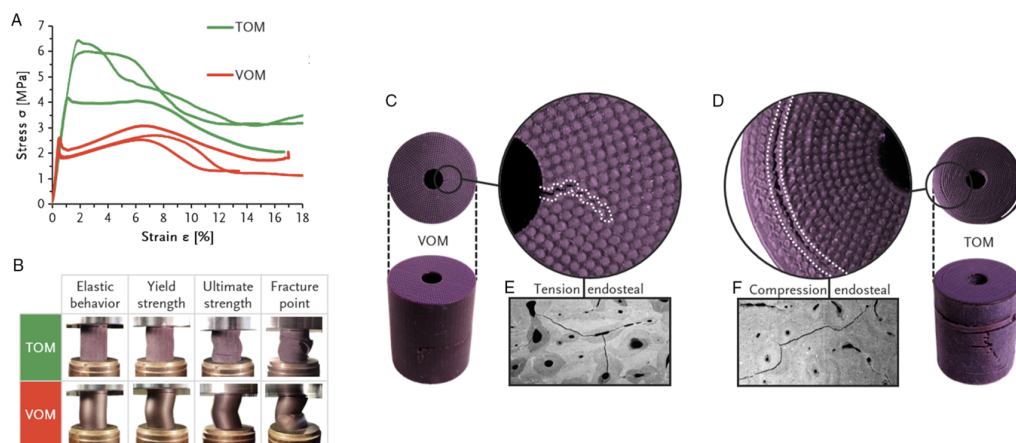 A
7
6
5
4
3
2
1
0
Stress σ [MPa]
0 2 4 6 8 10 12 14 16 18
Strain ε [%]
TOM
VOM
B
Elastic behavior
Yield strength
Ultimate strength
Fracture point
TOM
VOM
C
VOM
D
TOM
E
Tension endosteal
F
Compression endosteal